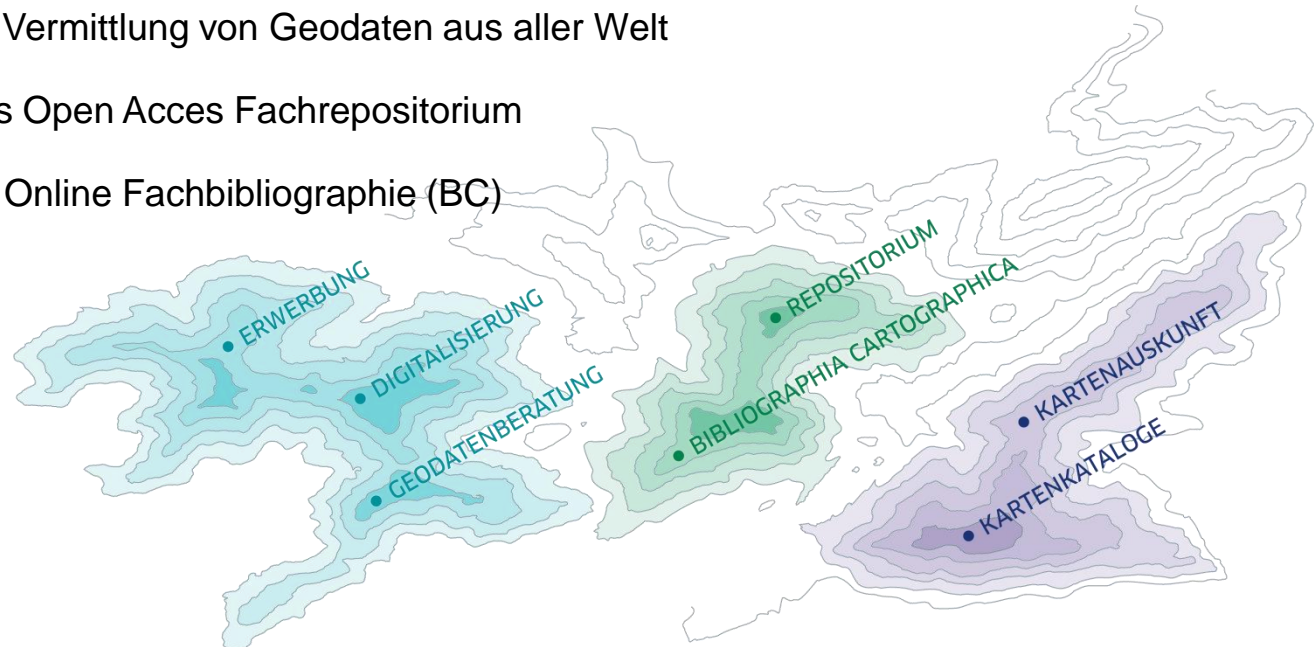 Vermittlung von Geodaten aus aller Welt
s Open Acces Fachrepositorium
Online Fachbibliographie (BC)
REPOSITORIUM
ERWERBUNG
BIBLIOGRAPHIA CARTOGRAPHICA
DIGITALISIERUNG
KARTENAUSKUNFT
GEODATENBERATUNG
KARTENKATALOGE